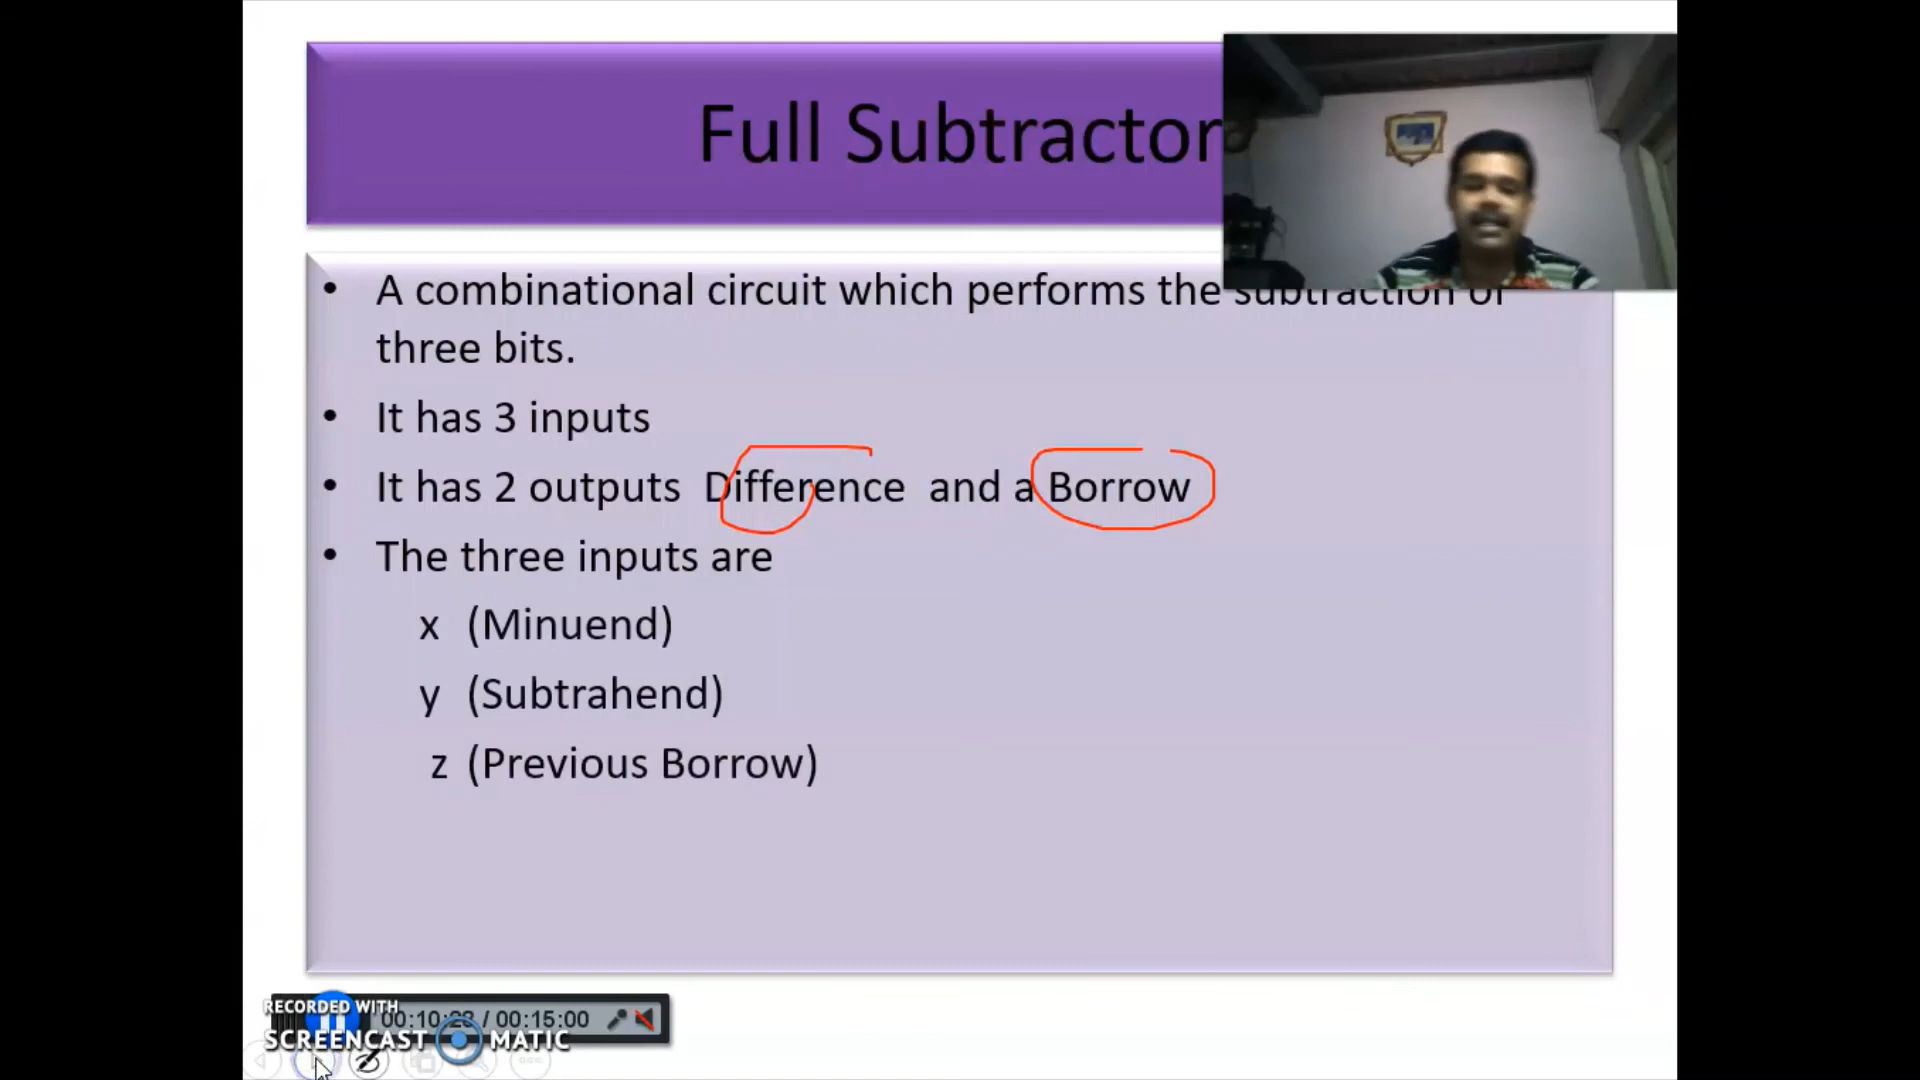 Full Subtractor
• A combinational circuit which performs the subtraction of
three bits.
• It has 3 inputs
• It has 2 outputs Difference and a Borrow
• The three inputs are
x (Minuend)
y (Subtrahend)
z (Previous Borrow)
RECORDED WITH
00:10:23 / 00:15:00
SCREENCAST MATIC